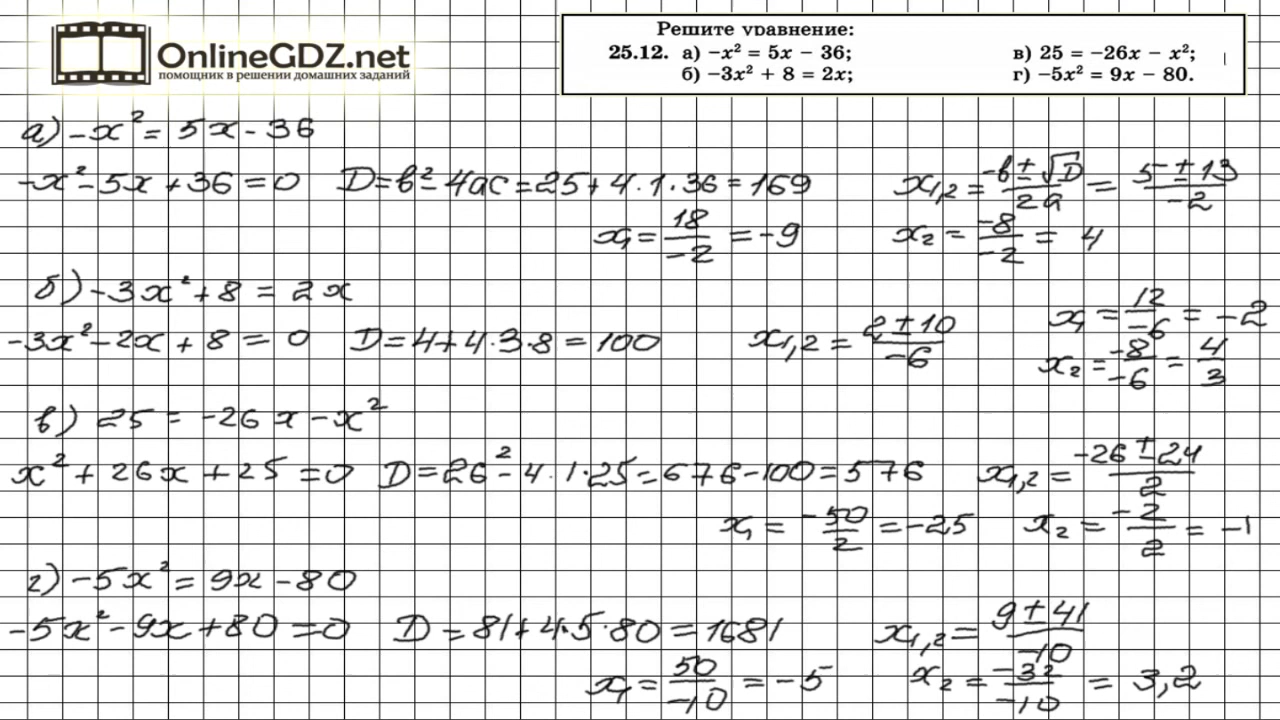 OnlineGDZ.net
помощник в решении домашних заданий
Решите уравнение:
25.12. а) −x² = 5x − 36; в) 25 = −26x − x²;
б) −3x² + 8 = 2x; г) −5x² = 9x − 80.
а) −x² = 5x − 36
−x² − 5x + 36 = 0 D = b² − 4ac = 25 + 4·1·36 = 169 x₁,₂ = (−b ± √D)/2a = (5 ± 13)/−2
x₁ = 18/−2 = −9 x₂ = −8/−2 = 4
б) −3x² + 8 = 2x
−3x² − 2x + 8 = 0 D = 4 + 4·3·8 = 100 x₁,₂ = (2 ± 10)/−6 x₁ = 12/−6 = −2
x₂ = −8/−6 = 4/3
в) 25 = −26x − x²
x² + 26x + 25 = 0 D = 26² − 4·1·25 = 676 − 100 = 576 x₁,₂ = (−26 ± 24)/2
x₁ = −50/2 = −25 x₂ = −2/2 = −1
г) −5x² = 9x − 80
−5x² − 9x + 80 = 0 D = 81 + 4·5·80 = 1681 x₁,₂ = (9 ± 41)/−10
x₁ = 50/−10 = −5 x₂ = −32/−10 = 3,2